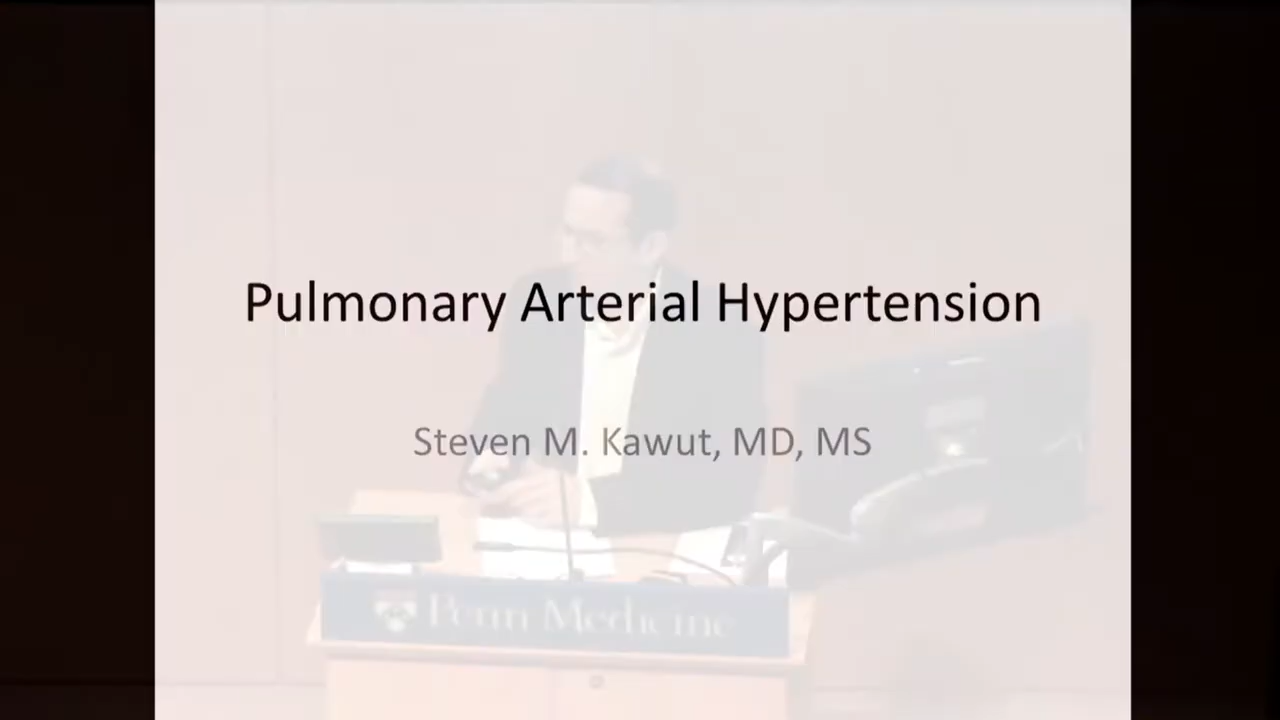 Pulmonary Arterial Hypertension
Steven M. Kawut, MD, MS
Penn Medicine